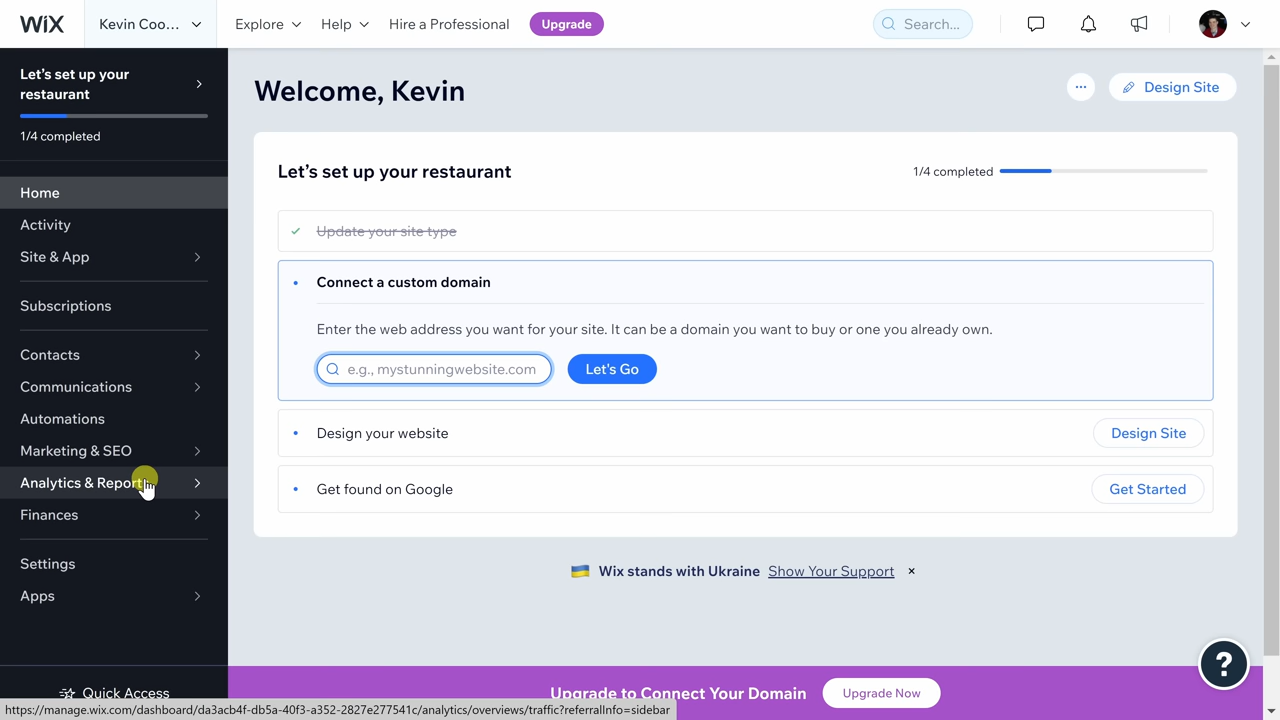 WiX
Kevin Coo...
Explore
Help
Hire a Professional
Upgrade
Search...
Let's set up your
restaurant
1/4 completed
Home
Activity
Site & App
Subscriptions
Contacts
Communications
Automations
Marketing & SEO
Analytics & Report
Finances
Settings
Apps
Quick Access
Welcome, Kevin
...
Design Site
Let's set up your restaurant
1/4 completed
Update your site type
Connect a custom domain
Enter the web address you want for your site. It can be a domain you want to buy or one you already own.
e.g., mystunningwebsite.com
Let's Go
Design your website
Design Site
Get found on Google
Get Started
Wix stands with Ukraine Show Your Support ×
?
Upgrade to Connect Your Domain
Upgrade Now
https://manage.wix.com/dashboard/da3acb4f-db5a-40f3-a352-2827e277541c/analytics/overviews/traffic?referralInfo=sidebar